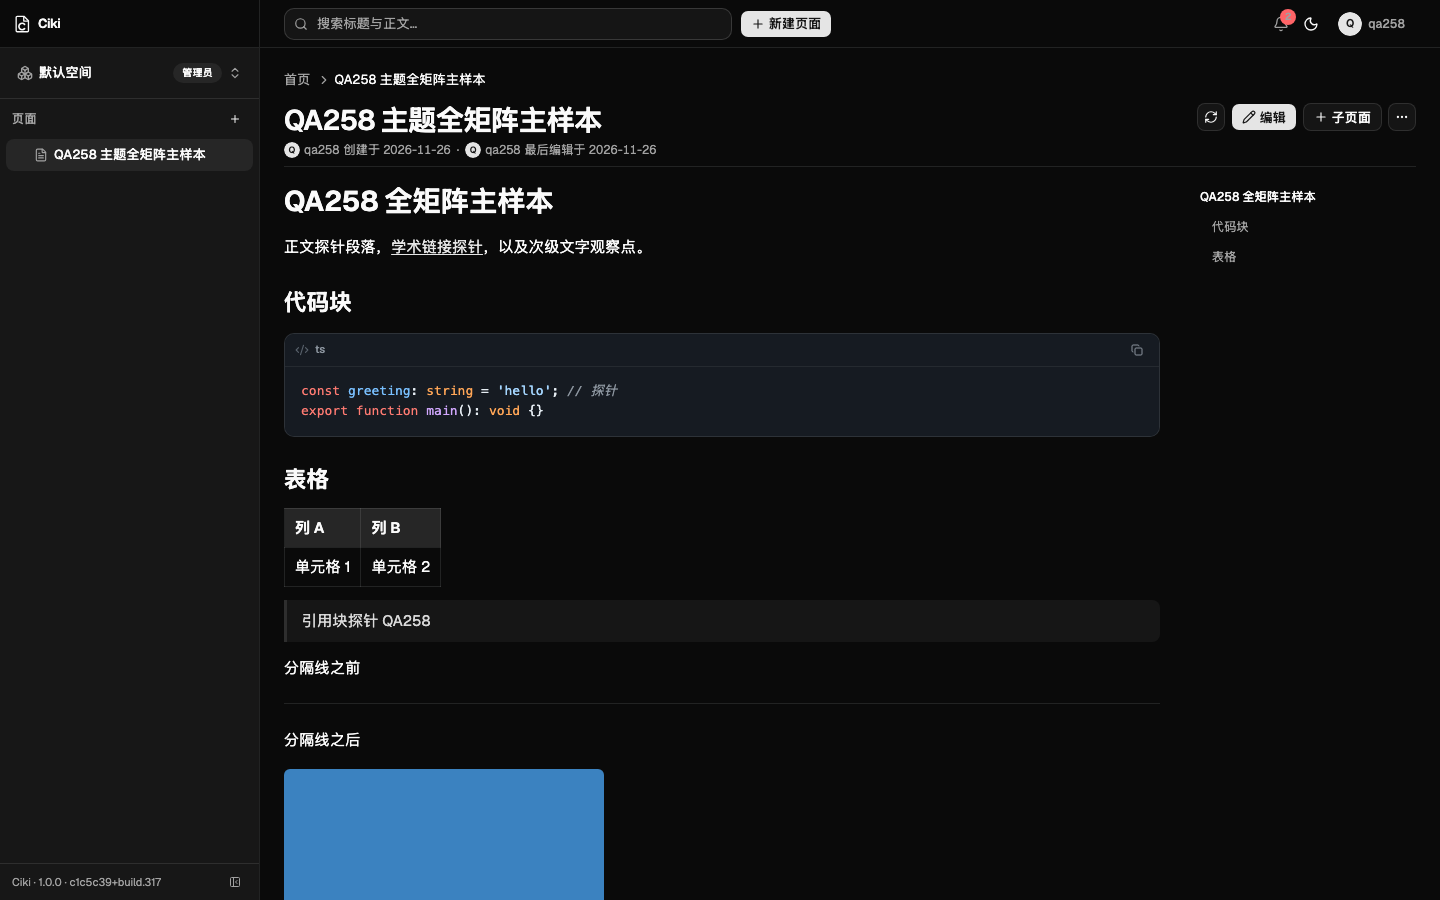 Ciki
搜索标题与正文...
新建页面
Q qa258
默认空间 管理员
页面
QA258 主题全矩阵主样本
首页 > QA258 主题全矩阵主样本
QA258 主题全矩阵主样本
编辑
子页面
Q qa258 创建于 2026-11-26 · Q qa258 最后编辑于 2026-11-26
QA258 全矩阵主样本
正文探针段落，学术链接探针，以及次级文字观察点。
代码块
</> ts
const greeting: string = 'hello'; // 探针
export function main(): void {}
表格
列 A 列 B
单元格 1 单元格 2
引用块探针 QA258
分隔线之前
分隔线之后
QA258 全矩阵主样本
代码块
表格
Ciki · 1.0.0 · c1c5c39+build.317